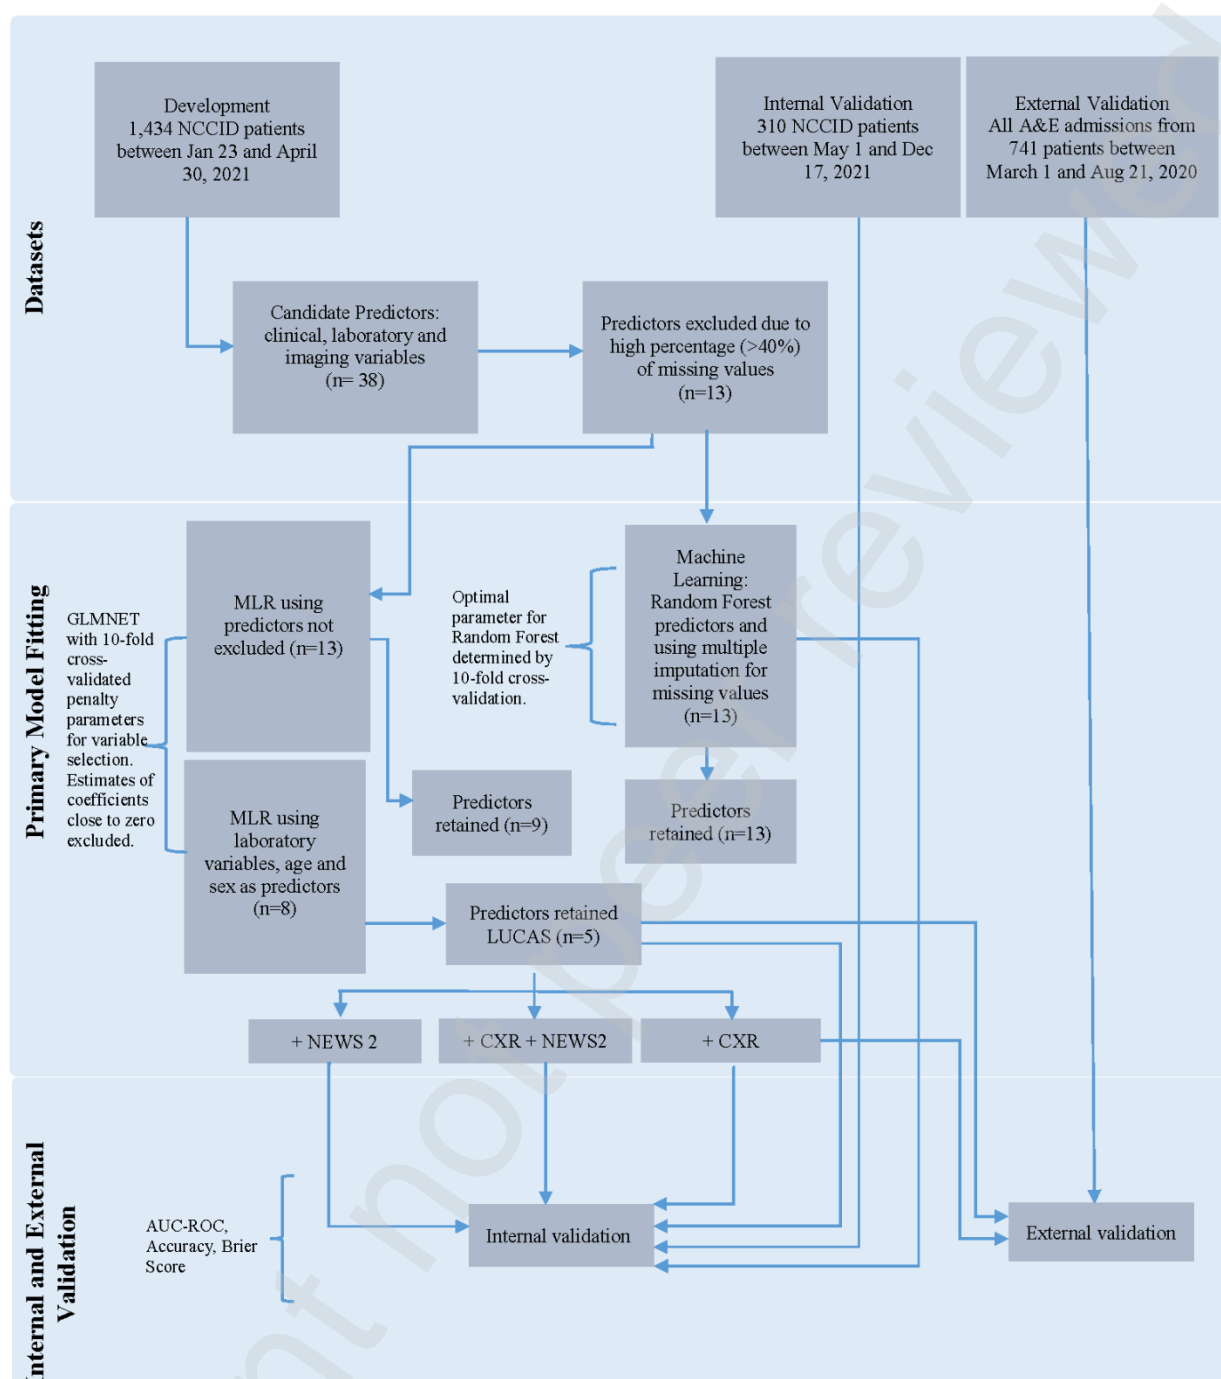 Datasets
Development
1,434 NCCID patients
between Jan 23 and April
30, 2021
Internal Validation
310 NCCID patients
between May 1 and Dec
17, 2021
External Validation
All A&E admissions from
741 patients between
March 1 and Aug 21, 2020
Candidate Predictors:
clinical, laboratory and
imaging variables
(n= 38)
Predictors excluded due to
high percentage (>40%)
of missing values
(n=13)
Primary Model Fitting
GLMNET
with 10-fold
cross-
validated
penalty
parameters
for variable
selection.
Estimates of
coefficients
close to zero
excluded.
MLR using
predictors not
excluded (n=13)
Optimal
parameter for
Random Forest
determined by
10-fold cross-
validation.
Machine
Learning:
Random Forest
predictors and
using multiple
imputation for
missing values
(n=13)
Predictors
retained (n=9)
Predictors
retained (n=13)
MLR using
laboratory
variables, age and
sex as predictors
(n=8)
Predictors retained
LUCAS (n=5)
+ NEWS 2
+ CXR + NEWS2
+ CXR
Internal and External
Validation
AUC-ROC,
Accuracy, Brier
Score
Internal validation
External validation
not peer reviewed